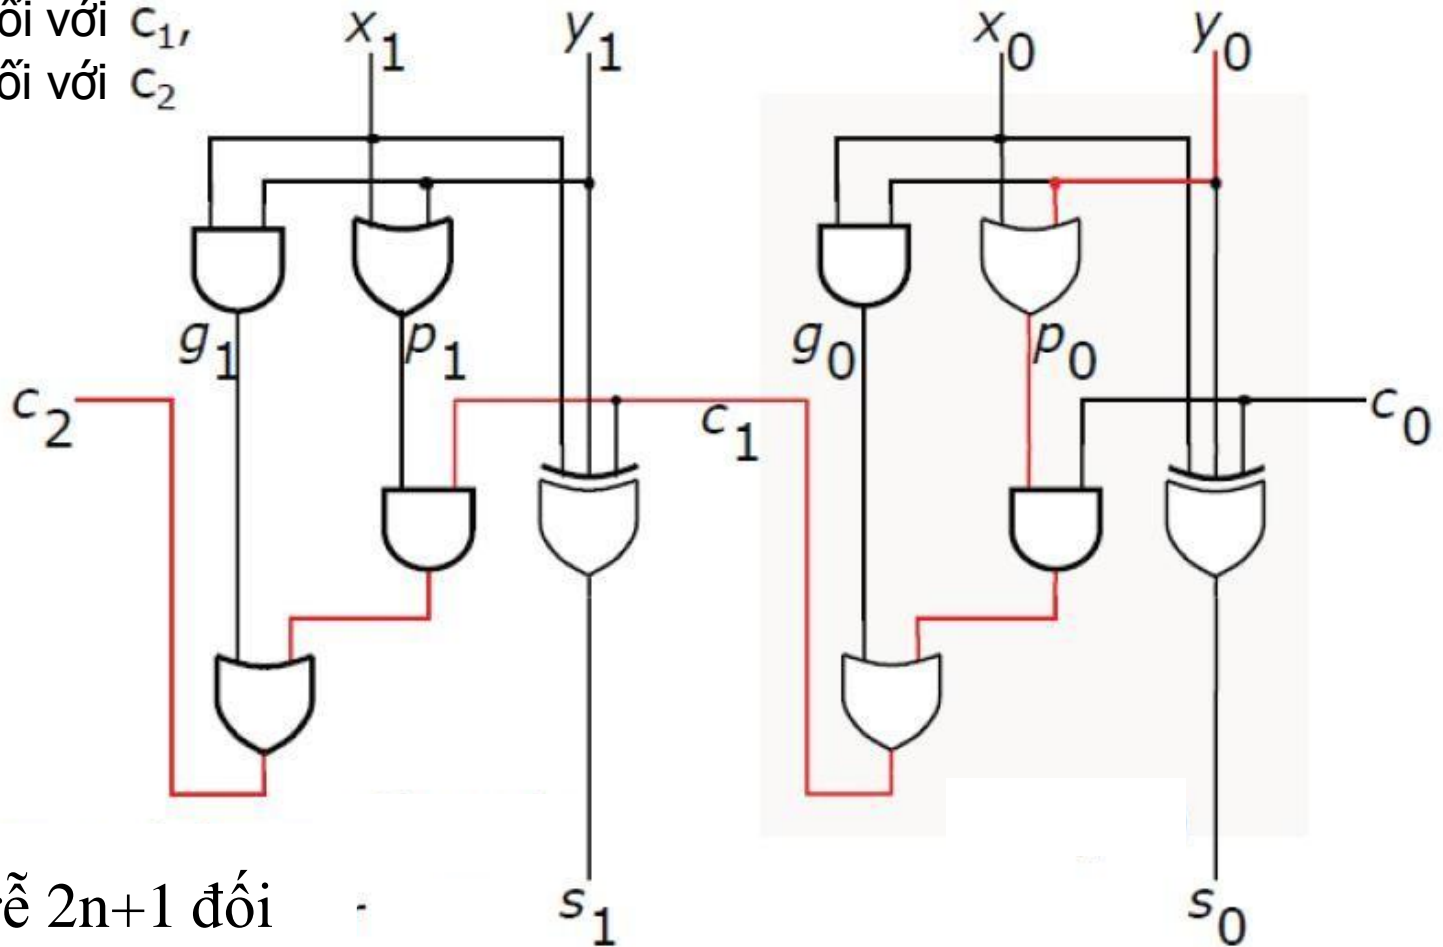 ối với c₁,
ối với c₂
x₁ y₁ x₀ y₀
g₁ p₁ g₀ p₀
c₂ c₁ c₀
ễ 2n+1 đối
s₁ s₀